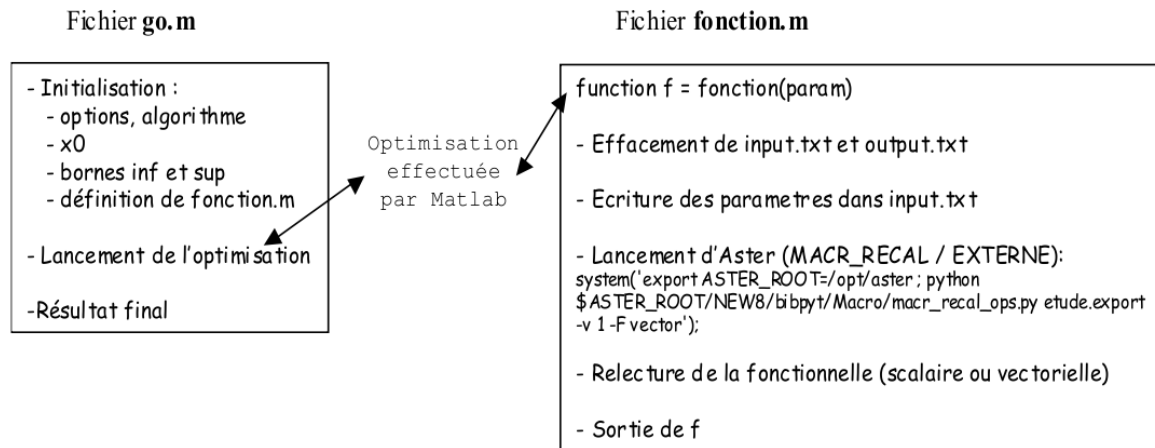 Fichier go.m
- Initialisation :
- options, algorithme
- x0
- bornes inf et sup
- définition de fonction.m
- Lancement de l'optimisation
-Résultat final
Optimisation
effectuée
par Matlab
Fichier fonction.m
function f = fonction(param)
- Effacement de input.txt et output.txt
- Ecriture des parametres dans input.txt
- Lancement d'Aster (MACR_RECAL / EXTERNE):
system('export ASTER_ROOT=/opt/aster ; python
$ASTER_ROOT/NEW8/bibpyt/Macro/macr_recal_ops.py etude.export
-v 1 -F vector');
- Relecture de la fonctionnelle (scalaire ou vectorielle)
- Sortie de f